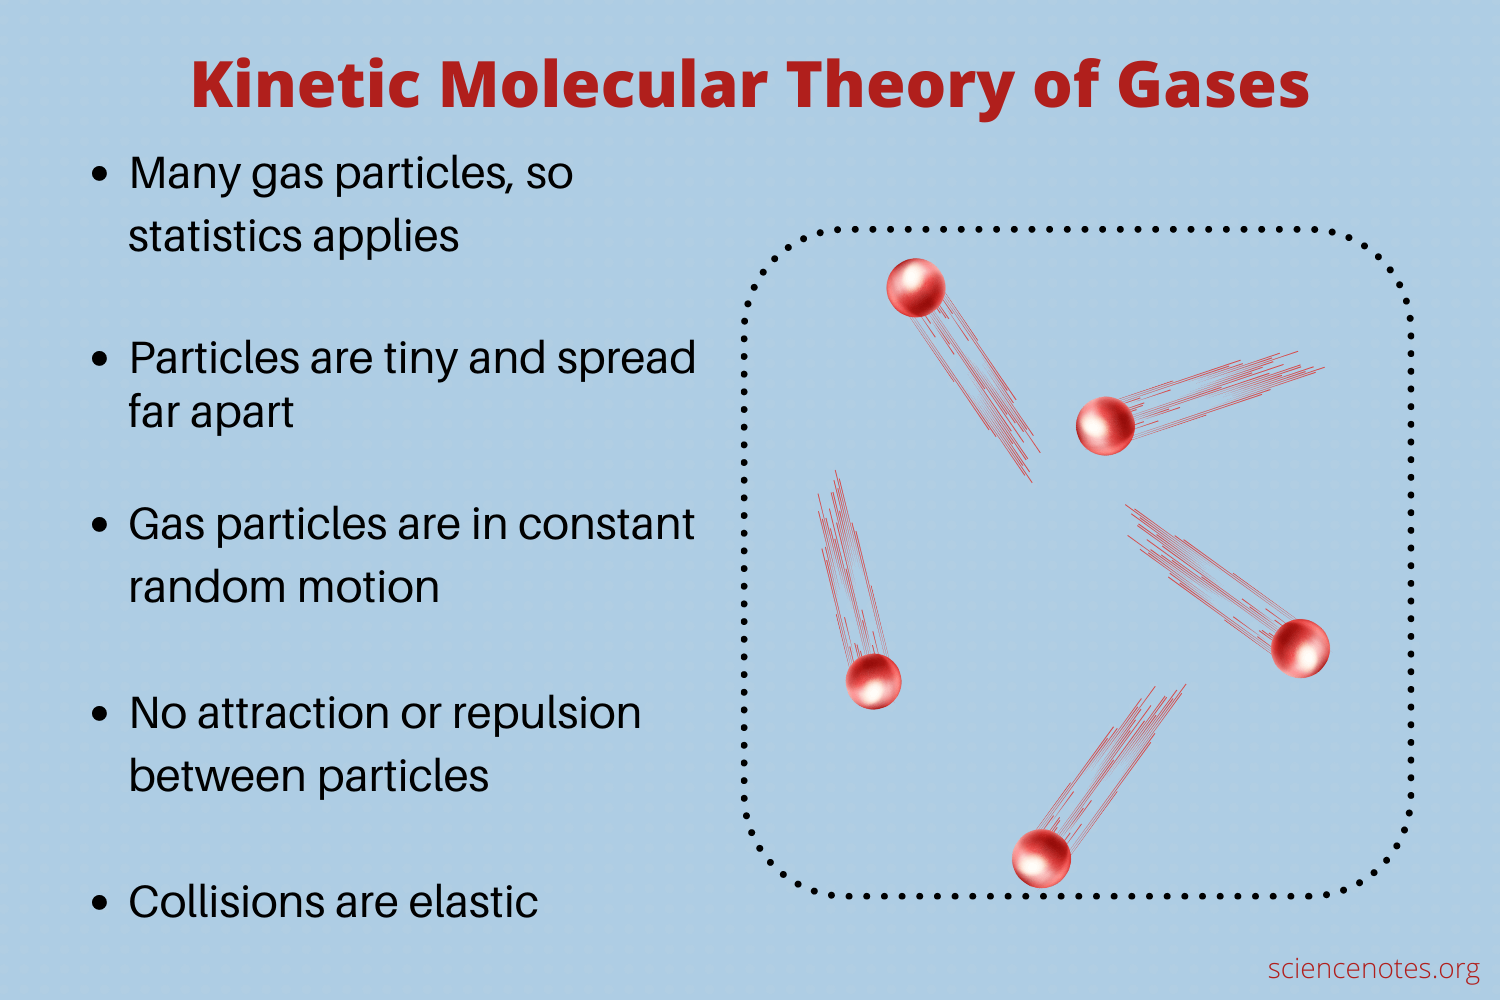 Kinetic Molecular Theory of Gases
• Many gas particles, so
statistics applies
• Particles are tiny and spread
far apart
• Gas particles are in constant
random motion
• No attraction or repulsion
between particles
• Collisions are elastic
sciencenotes.org